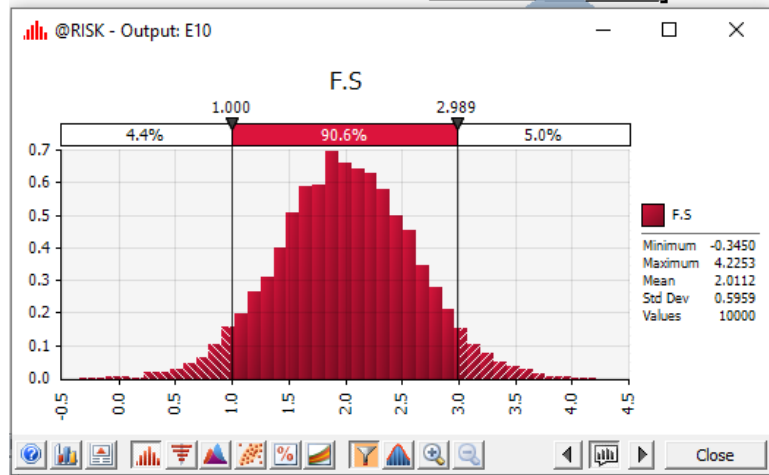 @RISK - Output: E10
F.S
1.000 2.989
4.4% 90.6% 5.0%
0.7
0.6
0.5
0.4
0.3
0.2
0.1
0.0
-0.5 0.0 0.5 1.0 1.5 2.0 2.5 3.0 3.5 4.0 4.5
F.S
Minimum -0.3450
Maximum 4.2253
Mean 2.0112
Std Dev 0.5959
Values 10000
? % Close